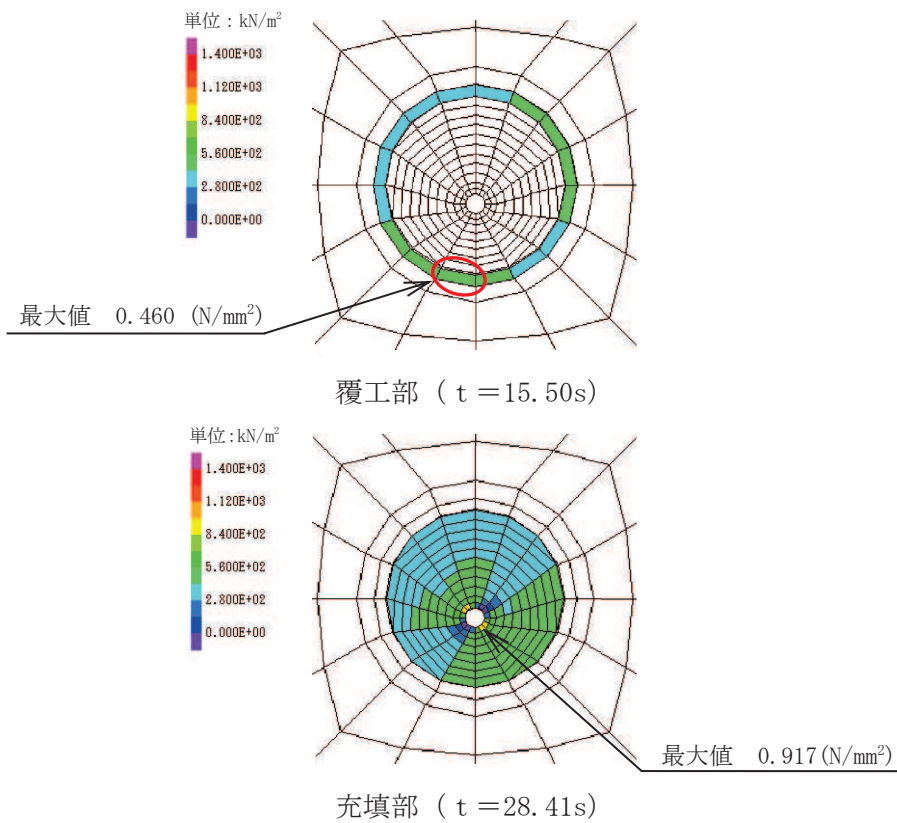 単位：kN/m²
1.400E+03
1.120E+03
8.400E+02
5.600E+02
2.800E+02
0.000E+00
最大値 0.460 (N/mm²)
覆工部 (ｔ＝15.50s)
単位:kN/m²
1.400E+03
1.120E+03
8.400E+02
5.600E+02
2.800E+02
0.000E+00
最大値 0.917(N/mm²)
充填部 (ｔ＝28.41s)